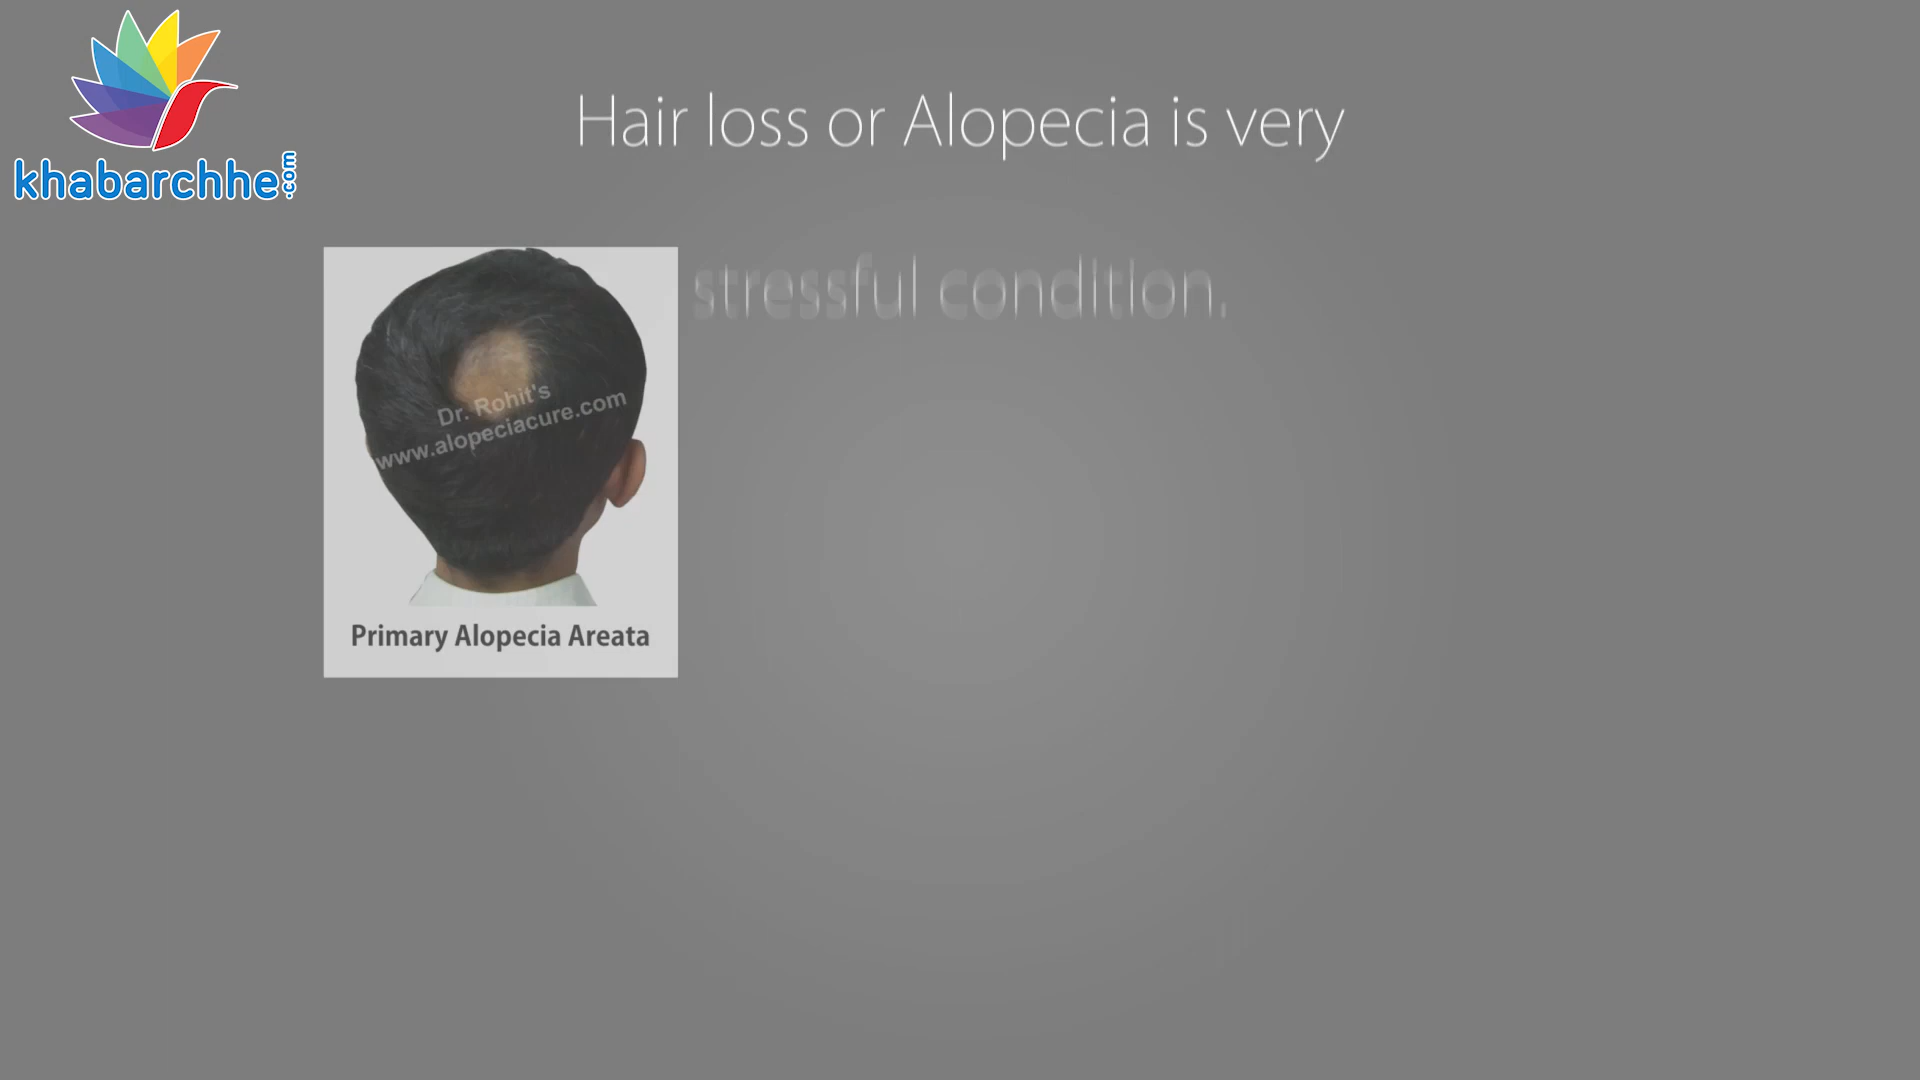 khabarchhe.com
Hair loss or Alopecia is very
stressful condition.
Dr. Rohit's
www.alopeciacure.com
Primary Alopecia Areata